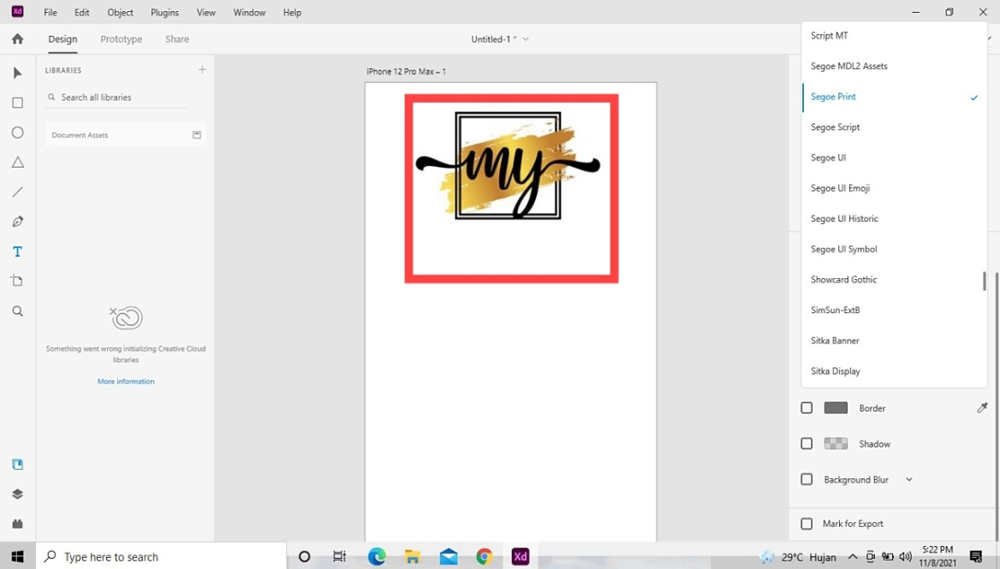 Xd File Edit Object Plugins View Window Help
Design Prototype Share Untitled-1 *
LIBRARIES
Search all libraries
Document Assets
Something went wrong initializing Creative Cloud
libraries
More information
iPhone 12 Pro Max – 1
my
Script MT
Segoe MDL2 Assets
Segoe Print
Segoe Script
Segoe UI
Segoe UI Emoji
Segoe UI Historic
Segoe UI Symbol
Showcard Gothic
SimSun-ExtB
Sitka Banner
Sitka Display
Border
Shadow
Background Blur
Mark for Export
Type here to search
Xd
29°C Hujan
5:22 PM
11/8/2021